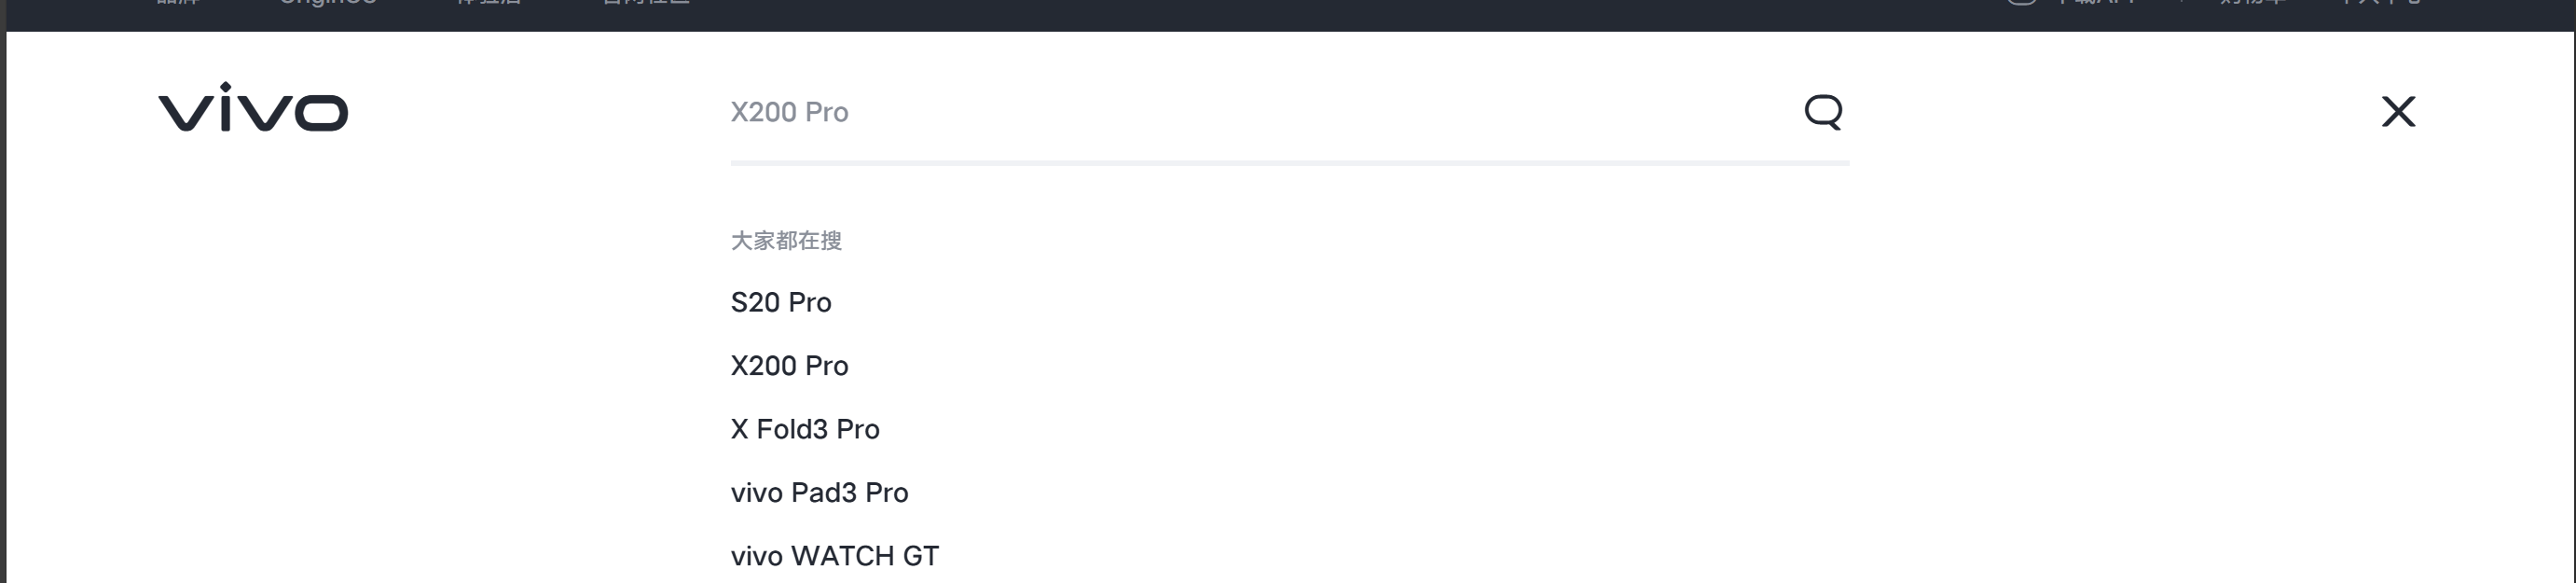 vivo
X200 Pro
大家都在搜
S20 Pro
X200 Pro
X Fold3 Pro
vivo Pad3 Pro
vivo WATCH GT